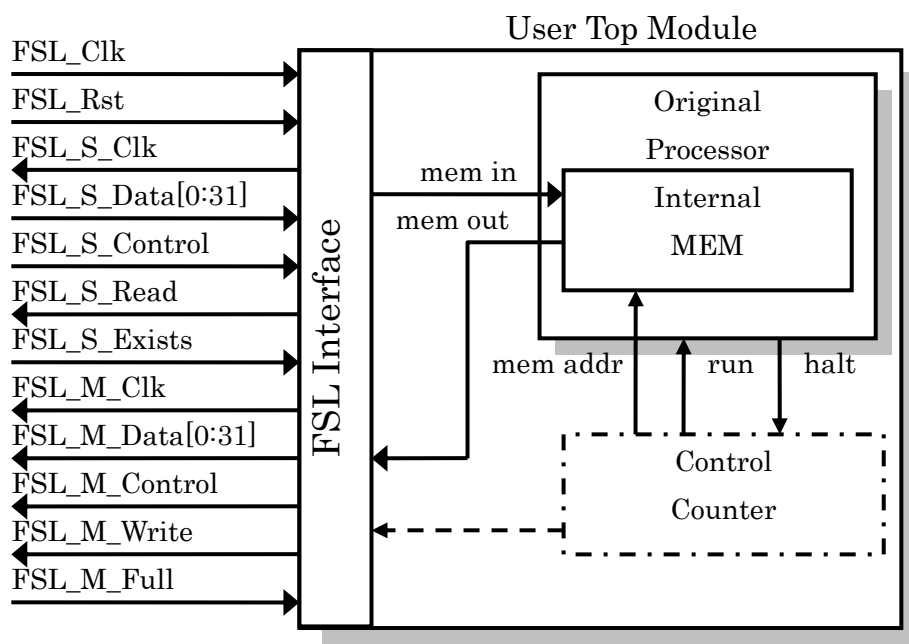 User Top Module
FSL_Clk
FSL_Rst
FSL_S_Clk
FSL_S_Data[0:31]
FSL_S_Control
FSL_S_Read
FSL_S_Exists
FSL_M_Clk
FSL_M_Data[0:31]
FSL_M_Control
FSL_M_Write
FSL_M_Full
FSL Interface
mem in
mem out
Original
Processor
Internal
MEM
mem addr
run
halt
Control
Counter